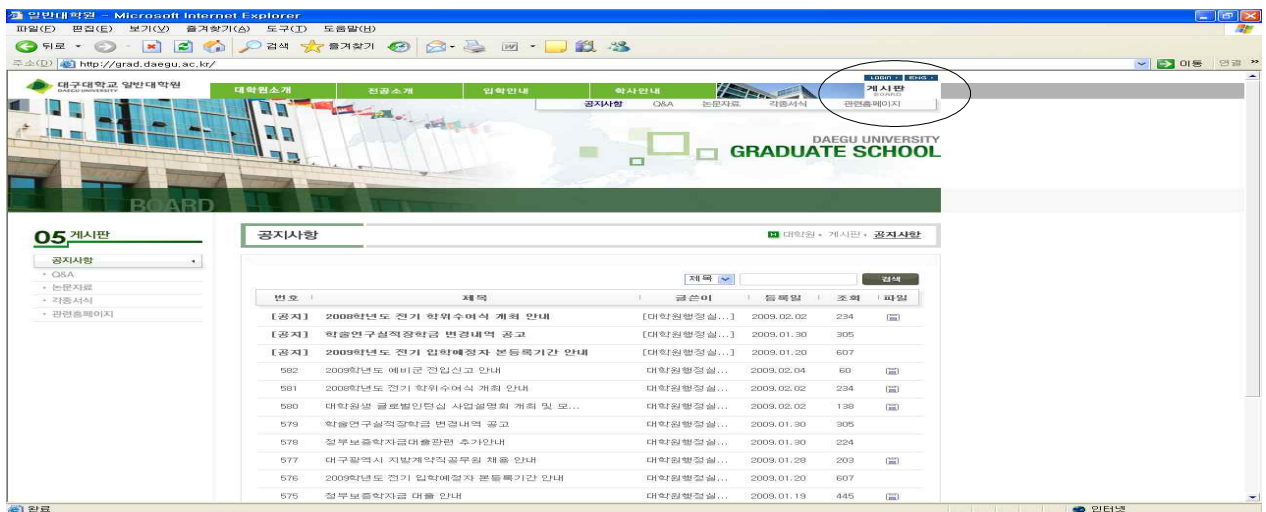 일반대학원 - Microsoft Internet Explorer
파일(F) 편집(E) 보기(V) 즐겨찾기(A) 도구(T) 도움말(H)
뒤로 검색 즐겨찾기
주소(D) http://grad.daegu.ac.kr/ 이동 연결 »
LOGIN ENG
대구대학교 일반대학원 대학원소개 전공소개 입학안내 학사안내 게시판
DAEGU UNIVERSITY BOARD
공지사항 Q&A 논문자료 각종서식 관련홈페이지
DAEGU UNIVERSITY
GRADUATE SCHOOL
BOARD
05 게시판
공지사항
Q&A
논문자료
각종서식
관련홈페이지
공지사항 H 대학원 게시판 공지사항
제목 검색
번호 제목 글쓴이 등록일 조회 파일
[공지] 2008학년도 전기 학위수여식 개최 안내 [대학원행정실...] 2009.02.02 234
[공지] 학술연구실적장학금 변경내역 공고 [대학원행정실...] 2009.01.30 305
[공지] 2009학년도 전기 입학예정자 본등록기간 안내 [대학원행정실...] 2009.01.20 607
582 2009학년도 예비군 전입신고 안내 대학원행정실... 2009.02.04 60
581 2008학년도 전기 학위수여식 개최 안내 대학원행정실... 2009.02.02 234
580 대학원생 글로벌인턴십 사업설명회 개최 및 모... 대학원행정실... 2009.02.02 138
579 학술연구실적장학금 변경내역 공고 대학원행정실... 2009.01.30 305
578 정부보증학자금대출관련 추가안내 대학원행정실... 2009.01.30 224
577 대구광역시 지방계약직공무원 채용 안내 대학원행정실... 2009.01.28 203
576 2009학년도 전기 입학예정자 본등록기간 안내 대학원행정실... 2009.01.20 607
575 정부보증학자금 대출 안내 대학원행정실... 2009.01.19 445
완료 인터넷